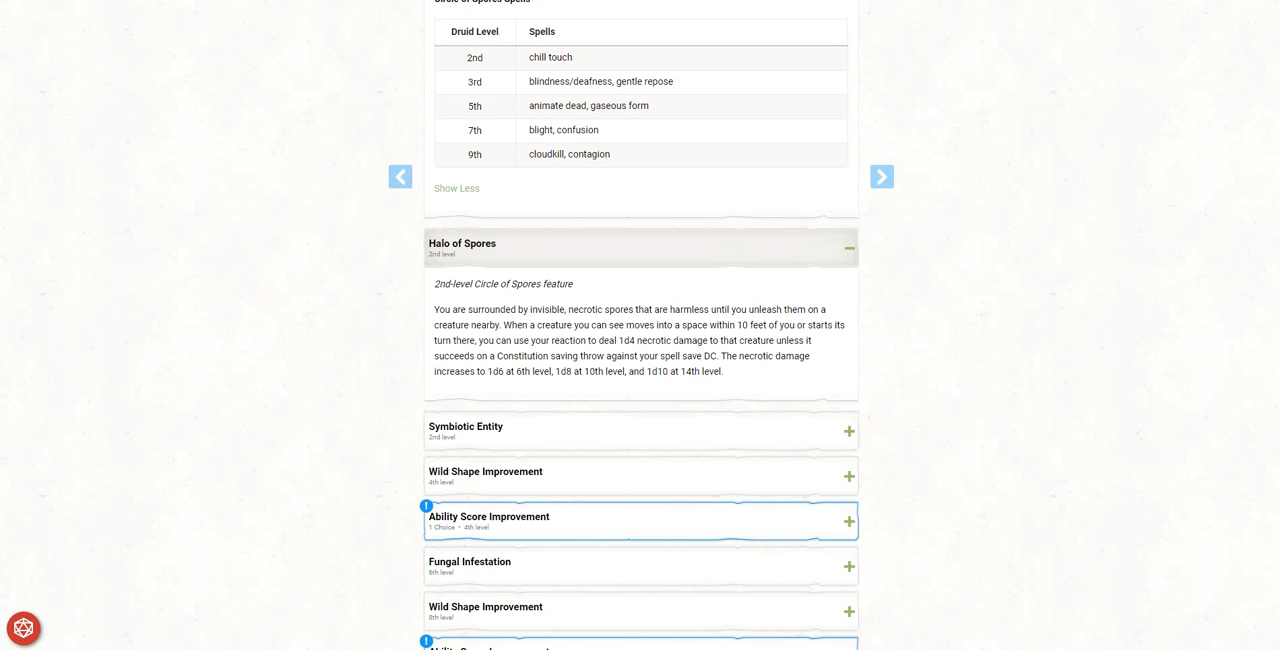 Circle of Spores Spells
Druid Level Spells
2nd chill touch
3rd blindness/deafness, gentle repose
5th animate dead, gaseous form
7th blight, confusion
9th cloudkill, contagion
Show Less
Halo of Spores
2nd level
2nd-level Circle of Spores feature
You are surrounded by invisible, necrotic spores that are harmless until you unleash them on a
creature nearby. When a creature you can see moves into a space within 10 feet of you or starts its
turn there, you can use your reaction to deal 1d4 necrotic damage to that creature unless it
succeeds on a Constitution saving throw against your spell save DC. The necrotic damage
increases to 1d6 at 6th level, 1d8 at 10th level, and 1d10 at 14th level.
Symbiotic Entity
2nd level
Wild Shape Improvement
4th level
!
Ability Score Improvement
1 Choice • 4th level
Fungal Infestation
6th level
Wild Shape Improvement
8th level
!
Ability Score Improvement